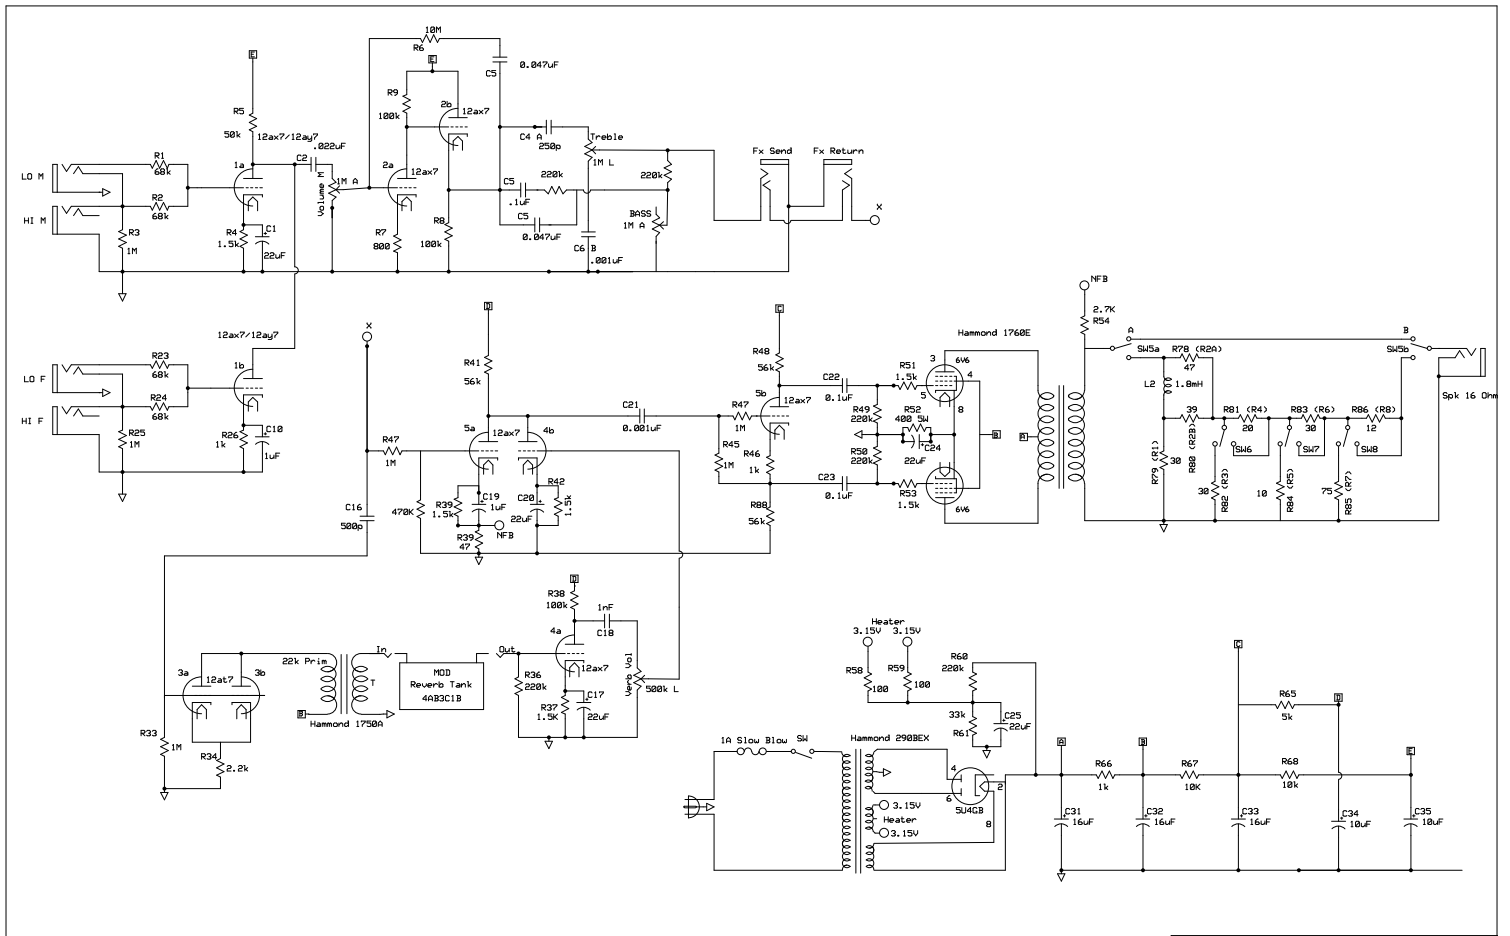 10M
R6
E
C5
0.047uF
E
R9
100k
2b
12ax7
R5
50k
12ax7/12ay7
C2
.022uF
C4 A
250p
Treble
1M L
Fx Send
Fx Return
R1
68k
1a
2a
12ax7
LO M
1M A
Volume M
C5
.1uF
220k
220k
R2
68k
HI M
BASS
1M A
X
R3
1M
R4
1.5k
C1
22uF
R7
800
R8
100k
C5
0.047uF
C6 B
.001uF
NFB
2.7K
R54
D
C
12ax7/12ay7
X
Hammond 1760E
A
B
SW5a
R78 (R2A)
47
SW5b
R23
68k
1b
LO F
R41
56k
R48
56k
3
6V6
R51
1.5k
4
C22
0.1uF
5
5b
12ax7
L2
1.8mH
Spk 16 Ohm
R24
68k
HI F
C21
0.001uF
R47
1M
R49
220k
R52
400 5W
8
39
R80 (R2B)
R81 (R4)
20
R83 (R6)
30
R86 (R8)
12
R25
1M
R26
1k
C10
1uF
5a
12ax7
4b
R47
1M
R45
1M
R46
1k
R50
220k
C24
22uF
B
A
SW6
SW7
SW8
R79 (R1)
30
C23
0.1uF
R53
1.5k
6V6
30
R82 (R3)
10
R84 (R5)
75
R85 (R7)
C16
500p
470K
R39
1.5k
C19
1uF
C20
22uF
R42
1.5k
R88
56k
NFB
R39
47
D
R38
100k
1nF
C18
4a
12ax7
Heater
3.15V
3.15V
C
3a
12at7
3b
22k Prim
In
T
MOD
Reverb Tank
4AB3C1B
Out
R36
220k
Verb Vol
500k L
R58
100
R59
100
R60
220k
B
Hammond 1750A
R37
1.5K
C17
22uF
33k
R61
C25
22uF
R65
5k
D
R33
1M
R34
2.2k
1A Slow Blow
SW
Hammond 290BEX
A
B
E
4
6
2
5U4GB
8
R66
1k
R67
10K
R68
10k
3.15V
Heater
3.15V
C31
16uF
C32
16uF
C33
16uF
C34
10uF
C35
10uF